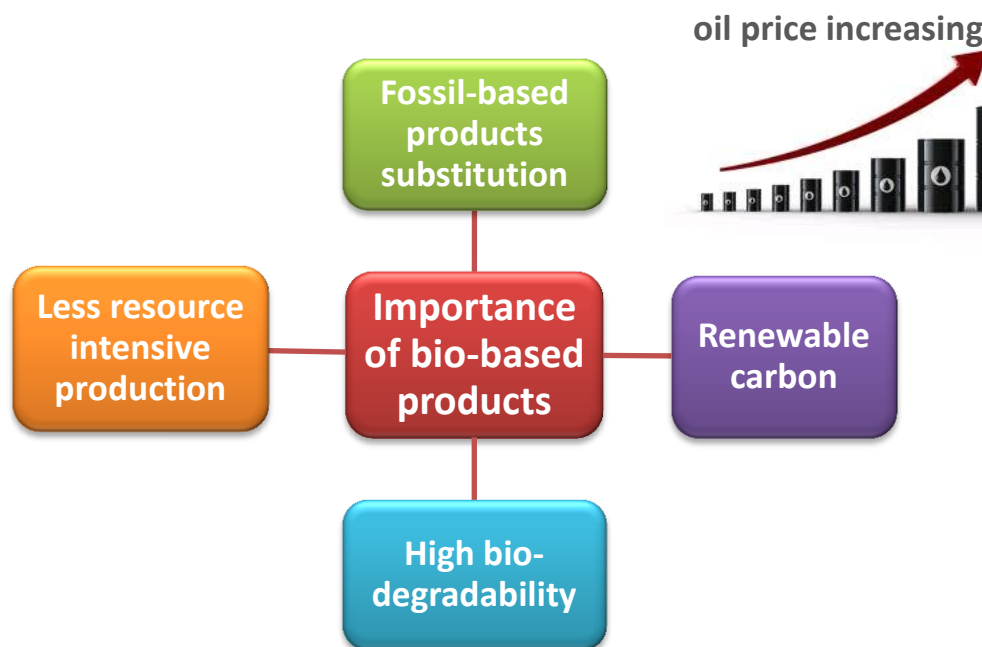 oil price increasing
Fossil-based
products
substitution
Less resource
intensive
production
Importance
of bio-based
products
Renewable
carbon
High bio-
degradability